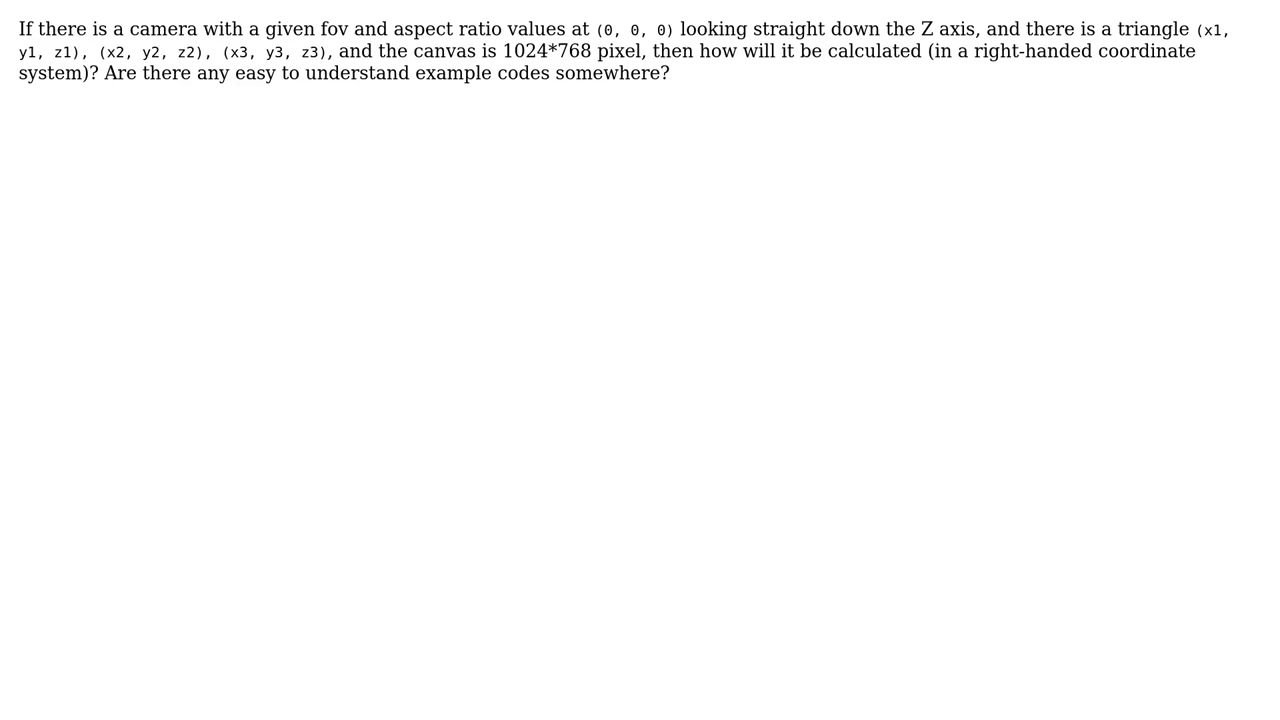 If there is a camera with a given fov and aspect ratio values at (0, 0, 0) looking straight down the Z axis, and there is a triangle (x1,
y1, z1), (x2, y2, z2), (x3, y3, z3), and the canvas is 1024*768 pixel, then how will it be calculated (in a right-handed coordinate
system)? Are there any easy to understand example codes somewhere?